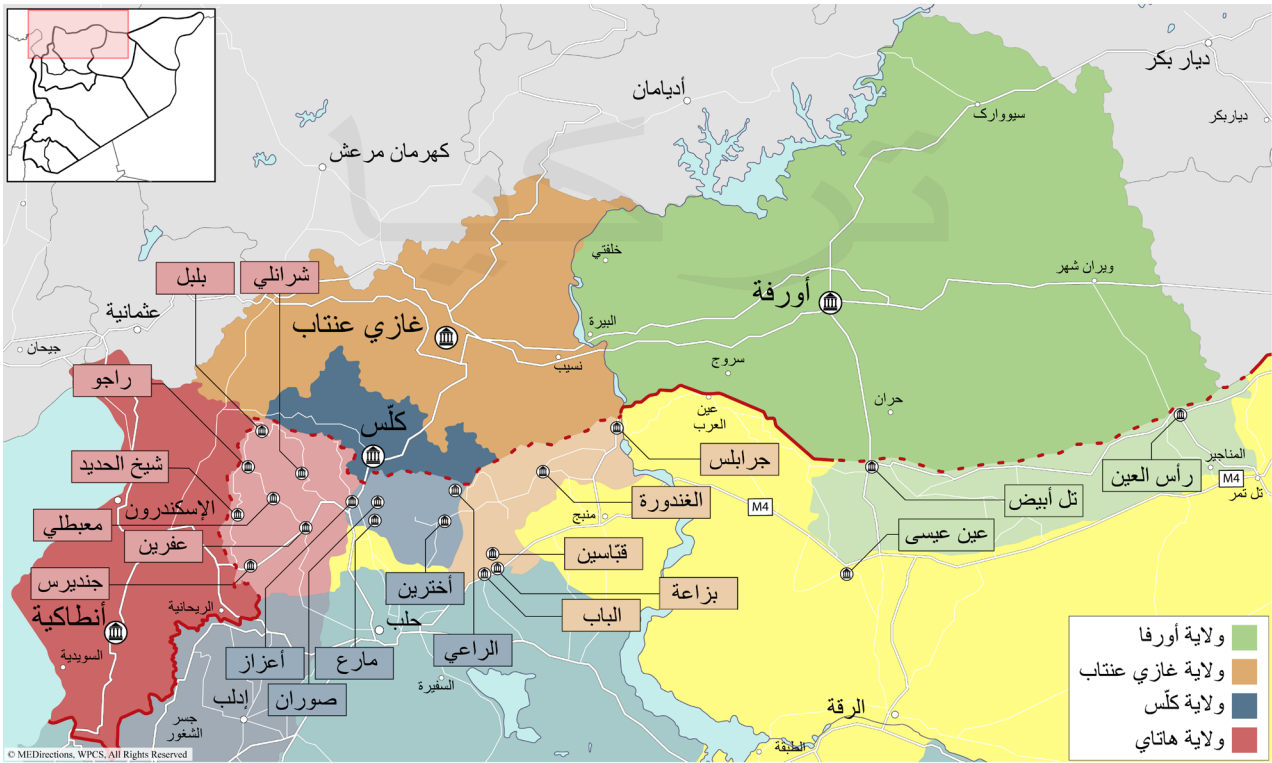 ديار بكر
أديامان
سيووارك
ديار‌بكر
كهرمان مرعش
تركيا
خلفتي
ويران شهر
بلبل
شرانلي
أورفة
عثمانية
غازي عنتاب
البيرة
جيحان
نسيب
سروج
راجو
حران
عين
العرب
كلّس
جرابلس
المناجير
شيخ الحديد
رأس العين
M4
تل تمر
الإسكندرون
الغندورة
تل أبيض
M4
منبج
معبطلي
عفرين
عين عيسى
قبّاسين
جنديرس
أخترين
بزاعة
الريحانية
أنطاكية
الباب
حلب
السويدية
أعزاز
مارع
الراعي
السفيرة
صوران
إدلب
جسر
الشغور
الرقة
الطبقة
ولاية أورفا
ولاية غازي عنتاب
ولاية كلّس
ولاية هاتاي
© MEDirections, WPCS, All Rights Reserved